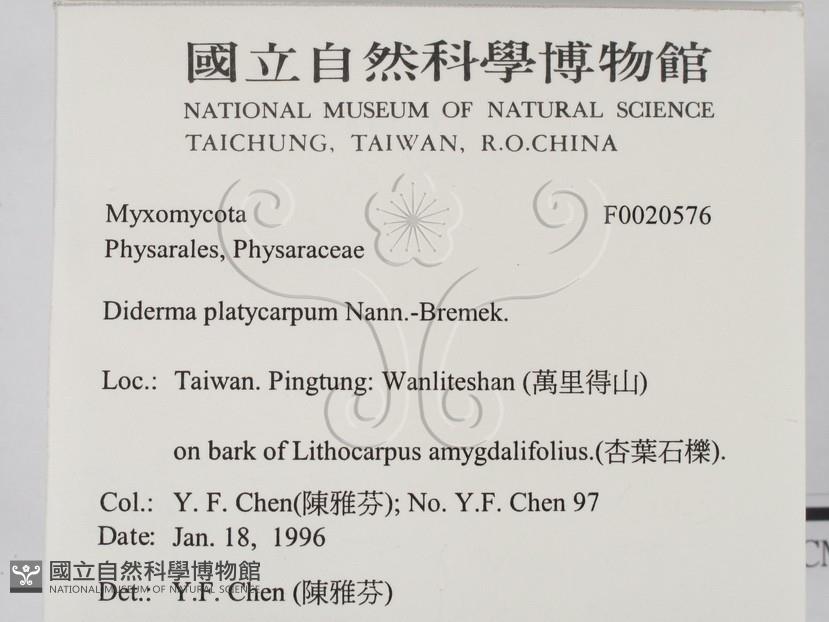 國立自然科學博物館
NATIONAL MUSEUM OF NATURAL SCIENCE
TAICHUNG, TAIWAN, R.O.CHINA
Myxomycota F0020576
Physarales, Physaraceae
Diderma platycarpum Nann.-Bremek.
Loc.: Taiwan. Pingtung: Wanliteshan (萬里得山)
on bark of Lithocarpus amygdalifolius.(杏葉石櫟).
Col.: Y. F. Chen(陳雅芬); No. Y.F. Chen 97
Date: Jan. 18, 1996
Det.: Y.F. Chen (陳雅芬)
國立自然科學博物館
NATIONAL MUSEUM OF NATURAL SCIENCE